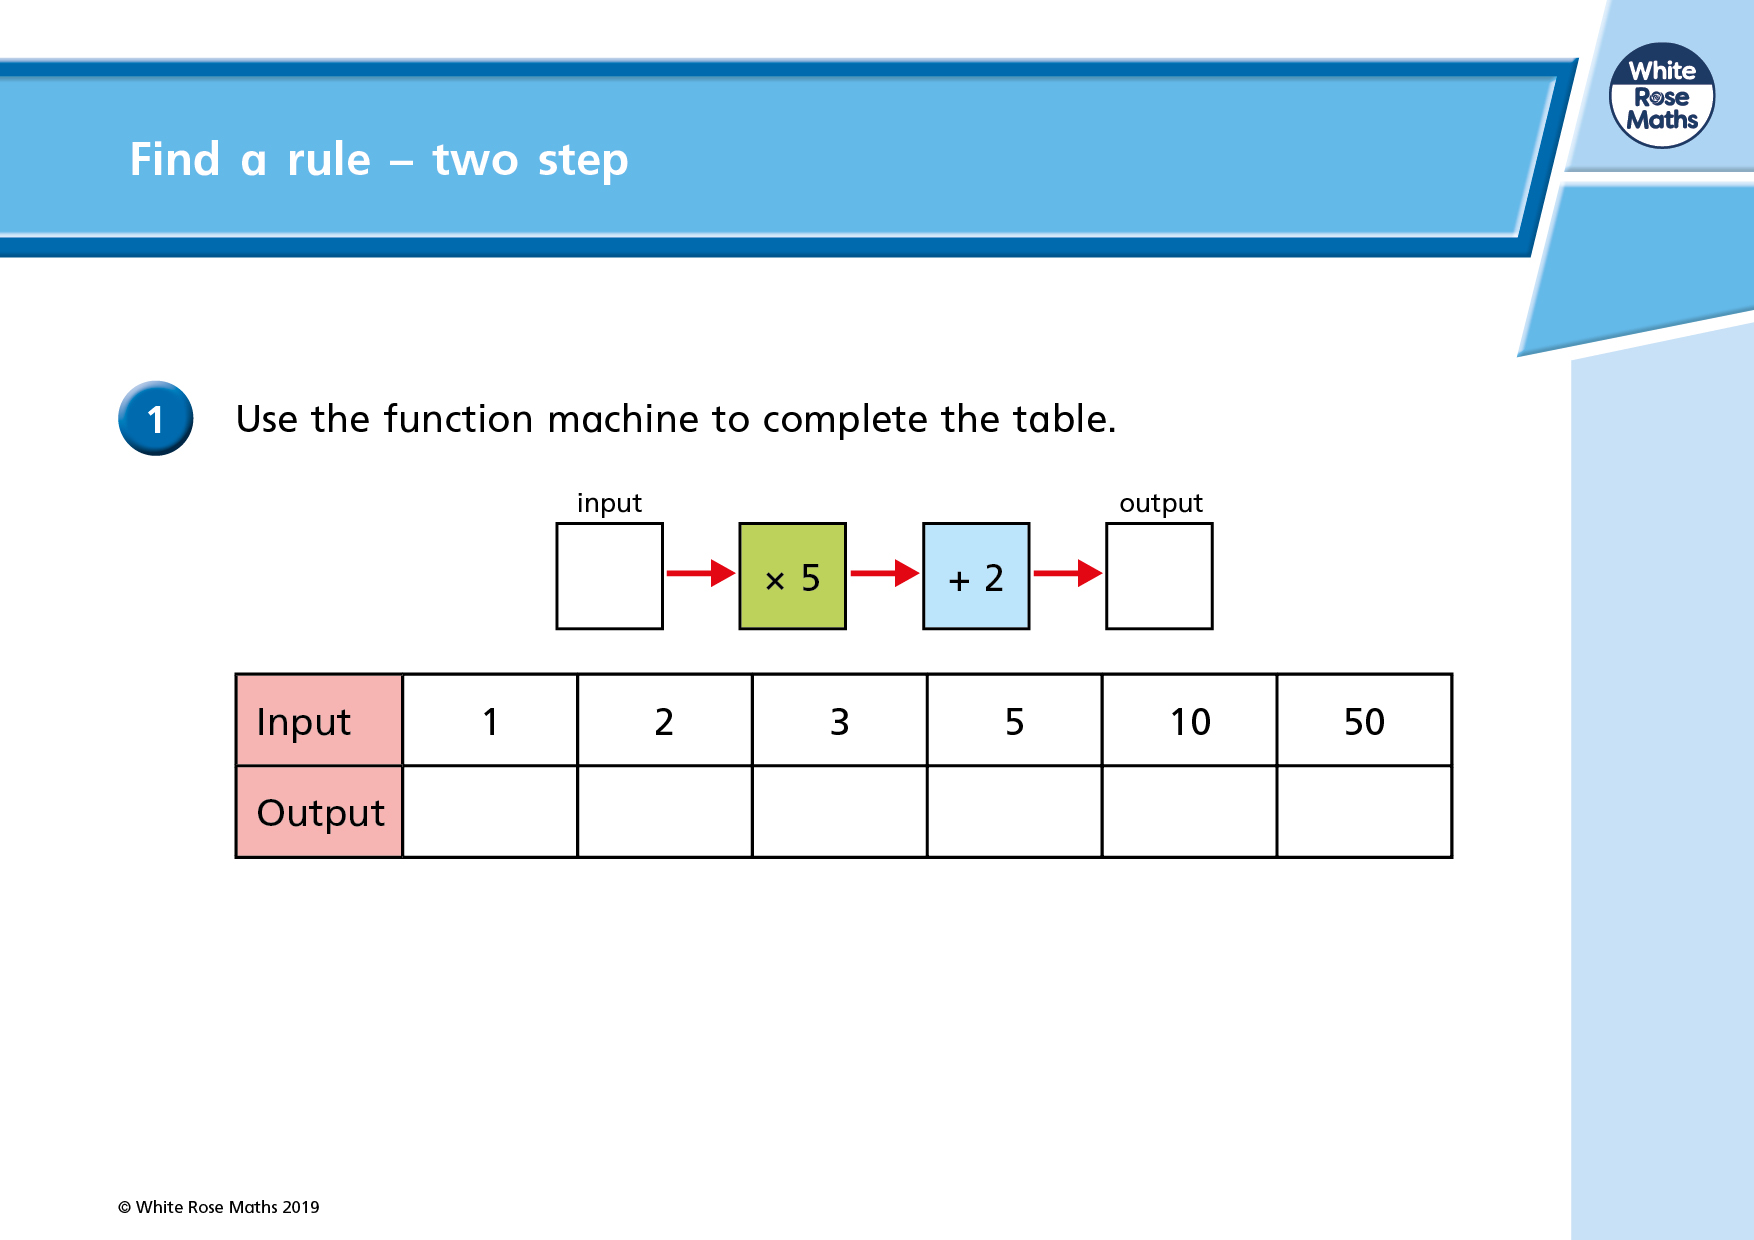 White
Rose
Maths
Find a rule – two step
1 Use the function machine to complete the table.
input output
× 5 + 2
Input 1 2 3 5 10 50
Output
© White Rose Maths 2019